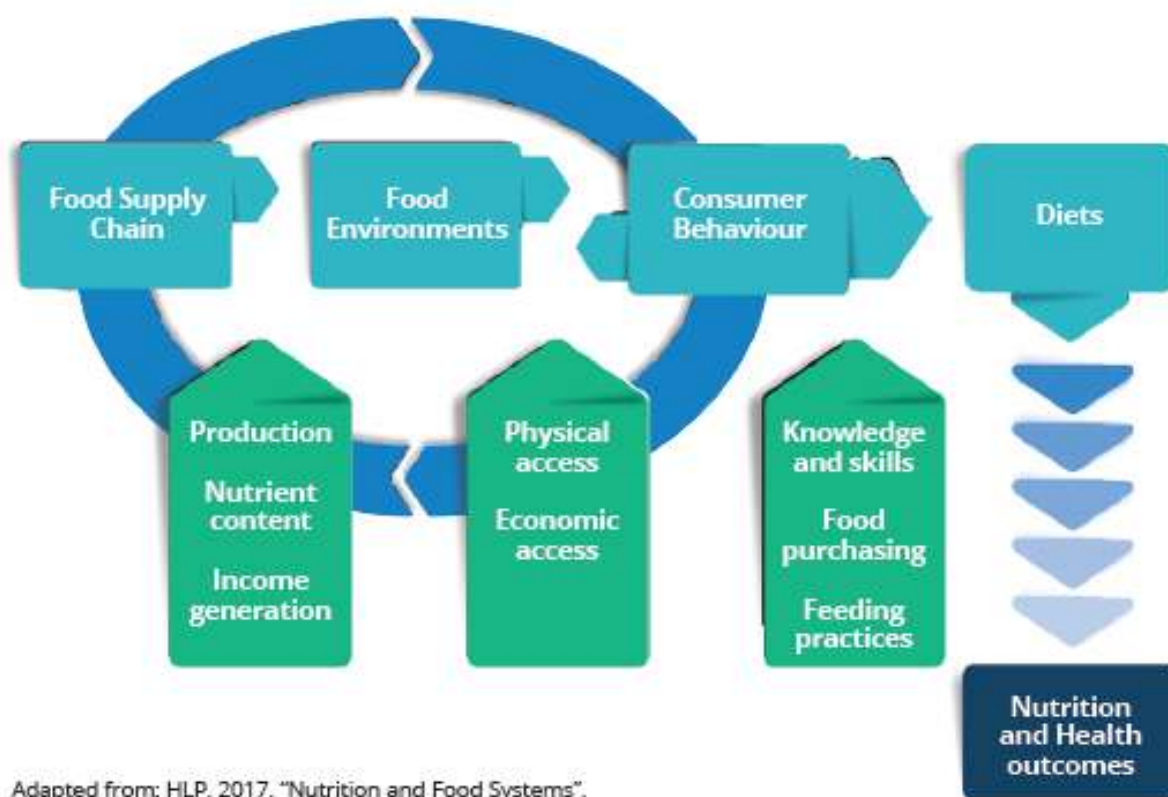 Food Supply
Chain
Food
Environments
Consumer
Behaviour
Diets
Production
Nutrient
content
Income
generation
Physical
access
Economic
access
Knowledge
and skills
Food
purchasing
Feeding
practices
Nutrition
and Health
outcomes
Adapted from: HLP, 2017. “Nutrition and Food Systems”.